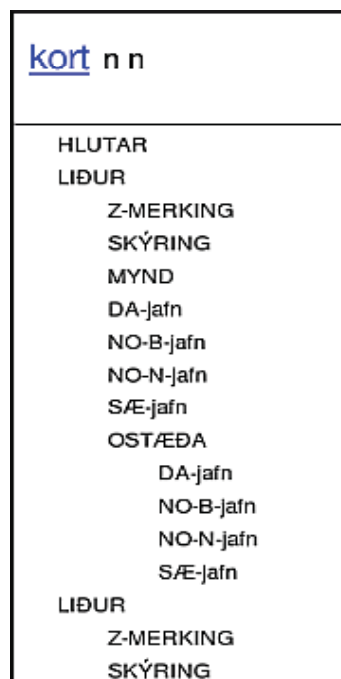 kort n n
HLUTAR
LIÐUR
Z-MERKING
SKÝRING
MYND
DA-jafn
NO-B-jafn
NO-N-jafn
SÆ-jafn
OSTÆÐA
DA-jafn
NO-B-jafn
NO-N-jafn
SÆ-jafn
LIÐUR
Z-MERKING
SKÝRING